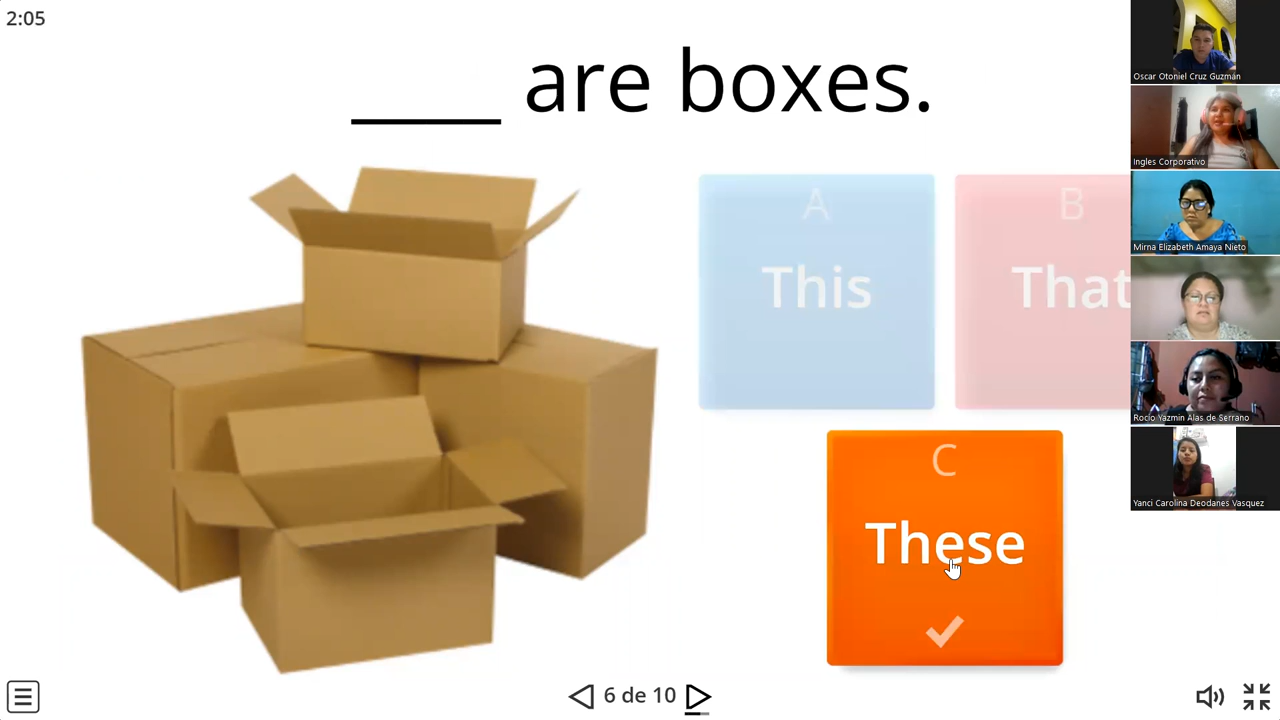 2:05
____ are boxes.
A
This
B
That
C
These
6 de 10
Oscar Otoniel Cruz Guzmán
Ingles Corporativo
Mirna Elizabeth Amaya Nieto
Rocío Yazmin Alas de Serrano
Yanci Carolina Deodanes Vasquez